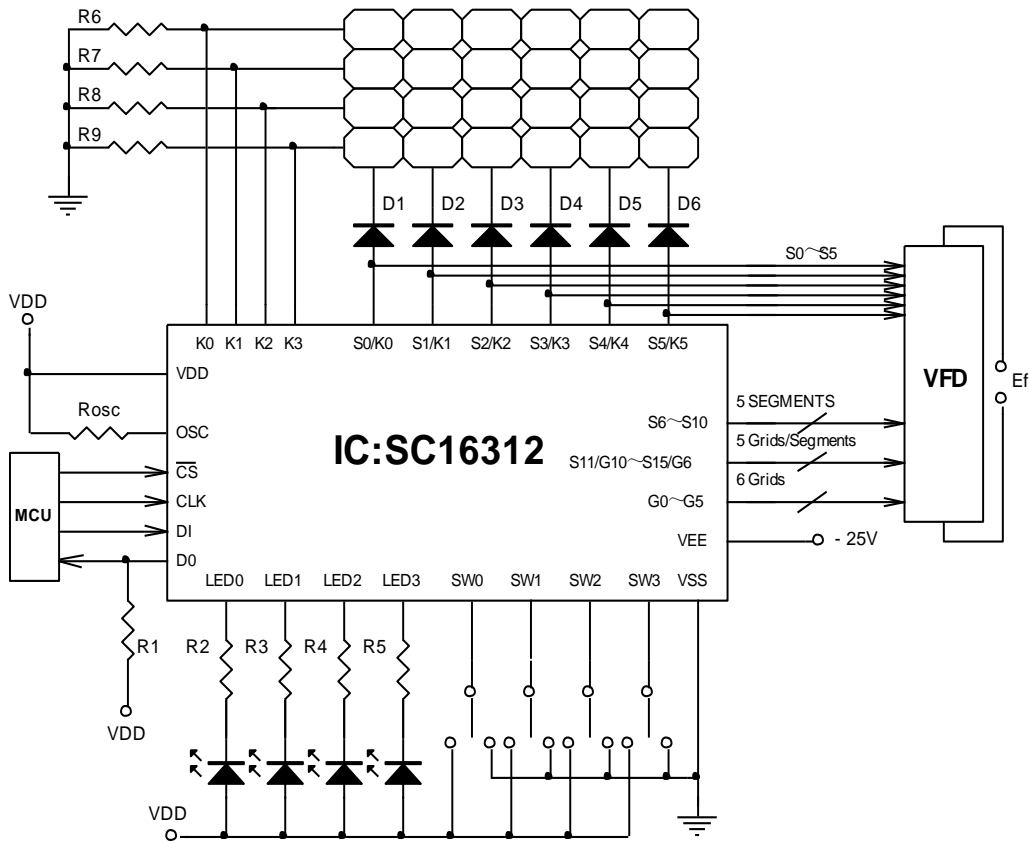 R6
R7
R8
R9
D1 D2 D3 D4 D5 D6
S0~S5
VDD
K0 K1 K2 K3 S0/K0 S1/K1 S2/K2 S3/K3 S4/K4 S5/K5
VDD
VFD
Ef
Rosc
OSC
5 SEGMENTS
S6~S10
IC:SC16312
5 Grids/Segments
S11/G10~S15/G6
CS
6 Grids
MCU
CLK
G0~G5
DI
VEE
- 25V
D0
LED0 LED1 LED2 LED3 SW0 SW1 SW2 SW3 VSS
R1 R2 R3 R4 R5
VDD
VDD